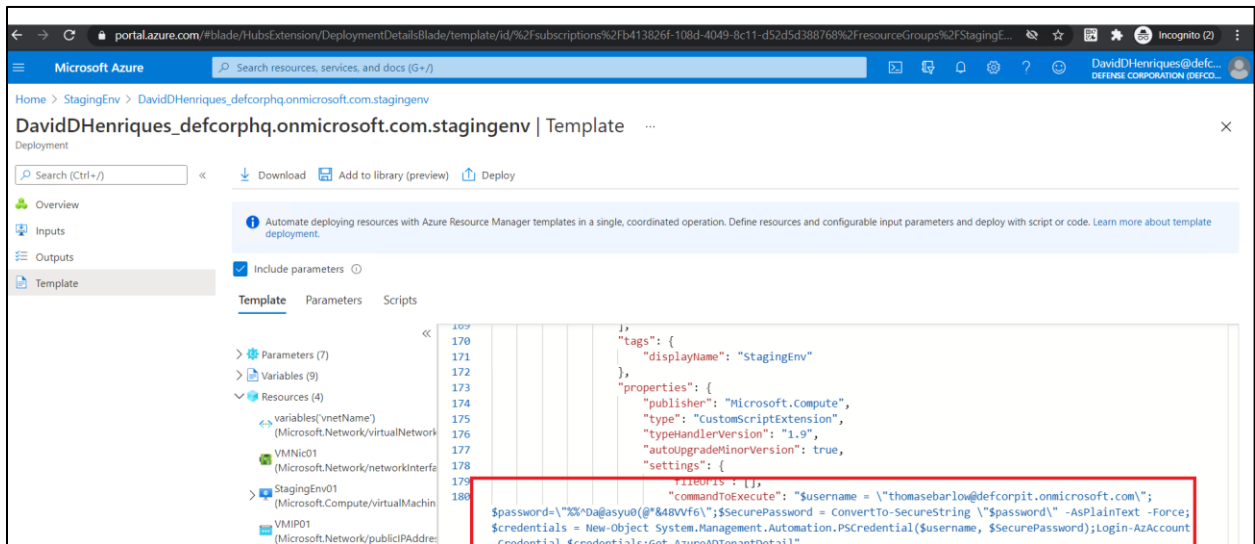 portal.azure.com/#blade/HubsExtension/DeploymentDetailsBlade/template/id/%2Fsubscriptions%2Fb413826f-108d-4049-8c11-d52d5d388768%2FresourceGroups%2FStagingE... Incognito (2)
Microsoft Azure Search resources, services, and docs (G+/) DavidDHenriques@defc...
DEFENSE CORPORATION (DEFCO...
Home > StagingEnv > DavidDHenriques_defcorphq.onmicrosoft.com.stagingenv
DavidDHenriques_defcorphq.onmicrosoft.com.stagingenv | Template ...
Deployment
Search (Ctrl+/) «
Download Add to library (preview) Deploy
Overview
Inputs
Outputs
Template
Automate deploying resources with Azure Resource Manager templates in a single, coordinated operation. Define resources and configurable input parameters and deploy with script or code. Learn more about template
deployment.
Include parameters
Template Parameters Scripts
«
Parameters (7)
Variables (9)
Resources (4)
variables('vnetName')
(Microsoft.Network/virtualNetwork
VMNic01
(Microsoft.Network/networkInterfa
StagingEnv01
(Microsoft.Compute/virtualMachin
VMIP01
(Microsoft.Network/publicIPAddre
169 ],
170 "tags": {
171 "displayName": "StagingEnv"
172 },
173 "properties": {
174 "publisher": "Microsoft.Compute",
175 "type": "CustomScriptExtension",
176 "typeHandlerVersion": "1.9",
177 "autoUpgradeMinorVersion": true,
178 "settings": {
179 "fileUris": [],
180 "commandToExecute": "$username = \"thomasebarlow@defcorpit.onmicrosoft.com\";
$password=\"%%^Da@asyu0(@*&48VVf6\";$SecurePassword = ConvertTo-SecureString \"$password\" -AsPlainText -Force;
$credentials = New-Object System.Management.Automation.PSCredential($username, $SecurePassword);Login-AzAccount
-Credential $credentials;Get-AzureADTenantDetail"